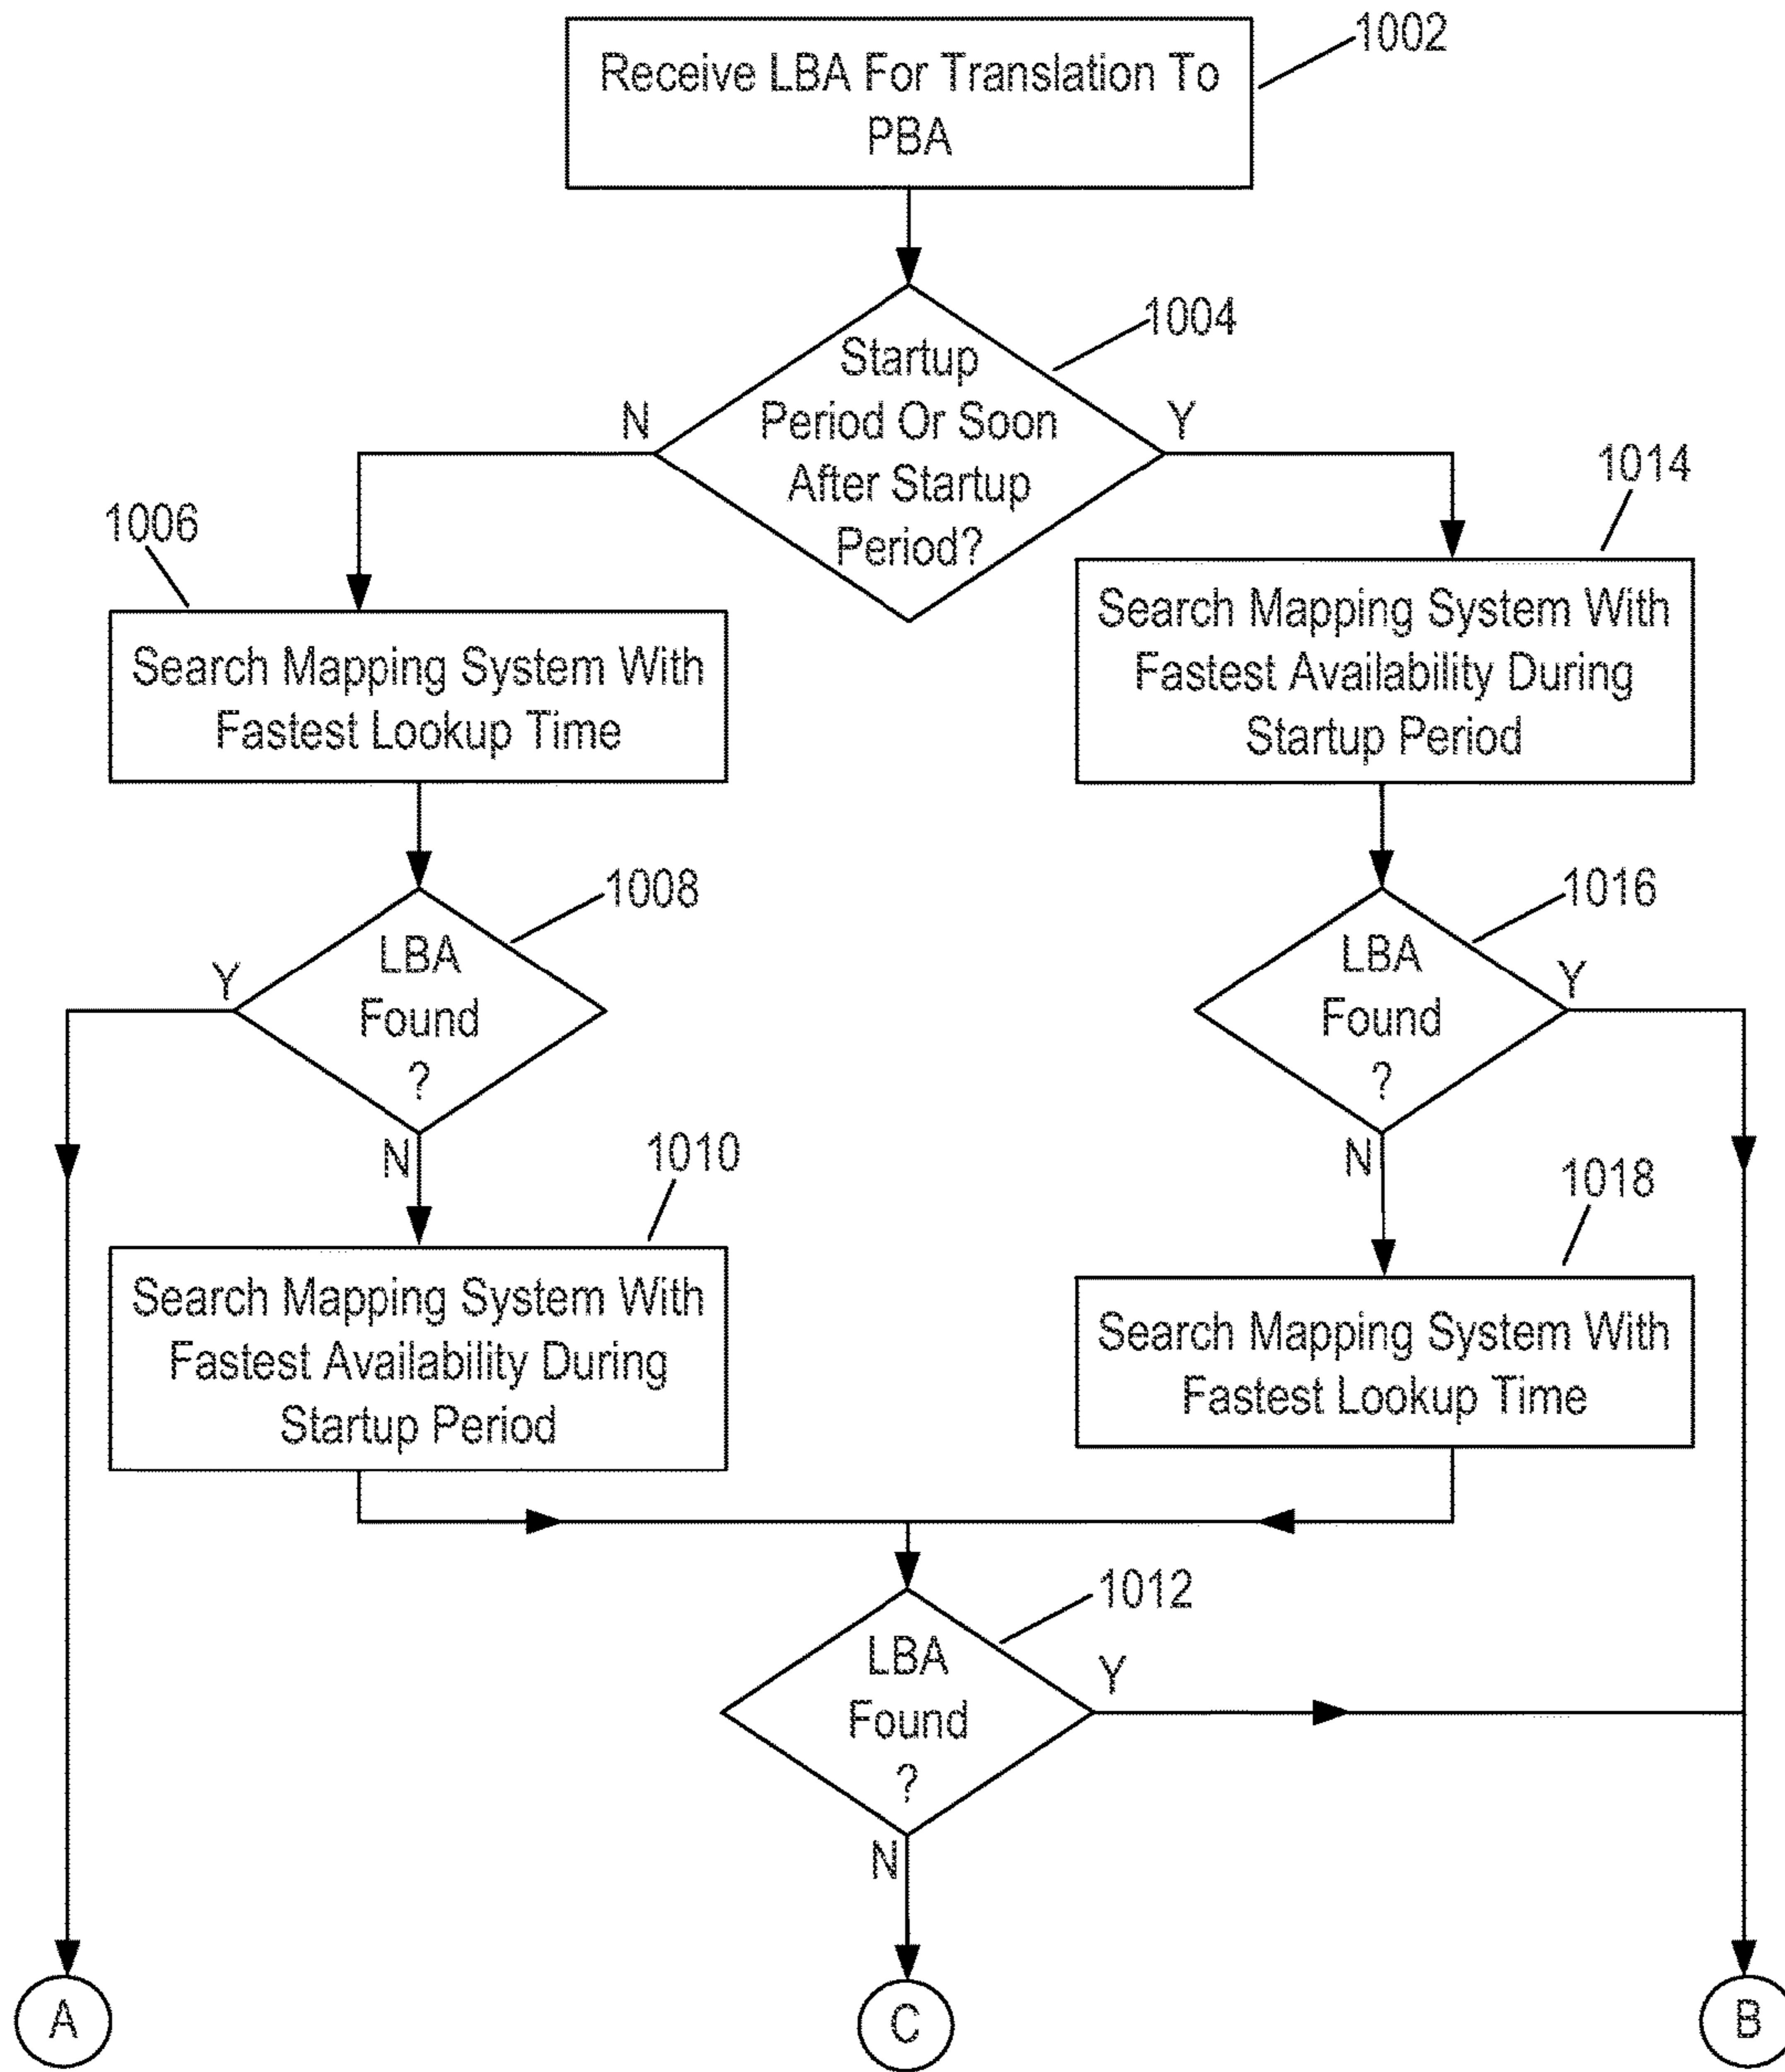 1002
Receive LBA For Translation To
PBA
1004
Startup
Period Or Soon
After Startup
Period?
N
Y
1006
Search Mapping System With
Fastest Lookup Time
1014
Search Mapping System With
Fastest Availability During
Startup Period
1008
LBA
Found
?
Y
N
1016
LBA
Found
?
Y
N
1010
Search Mapping System With
Fastest Availability During
Startup Period
1018
Search Mapping System With
Fastest Lookup Time
1012
LBA
Found
?
Y
N
A
C
B